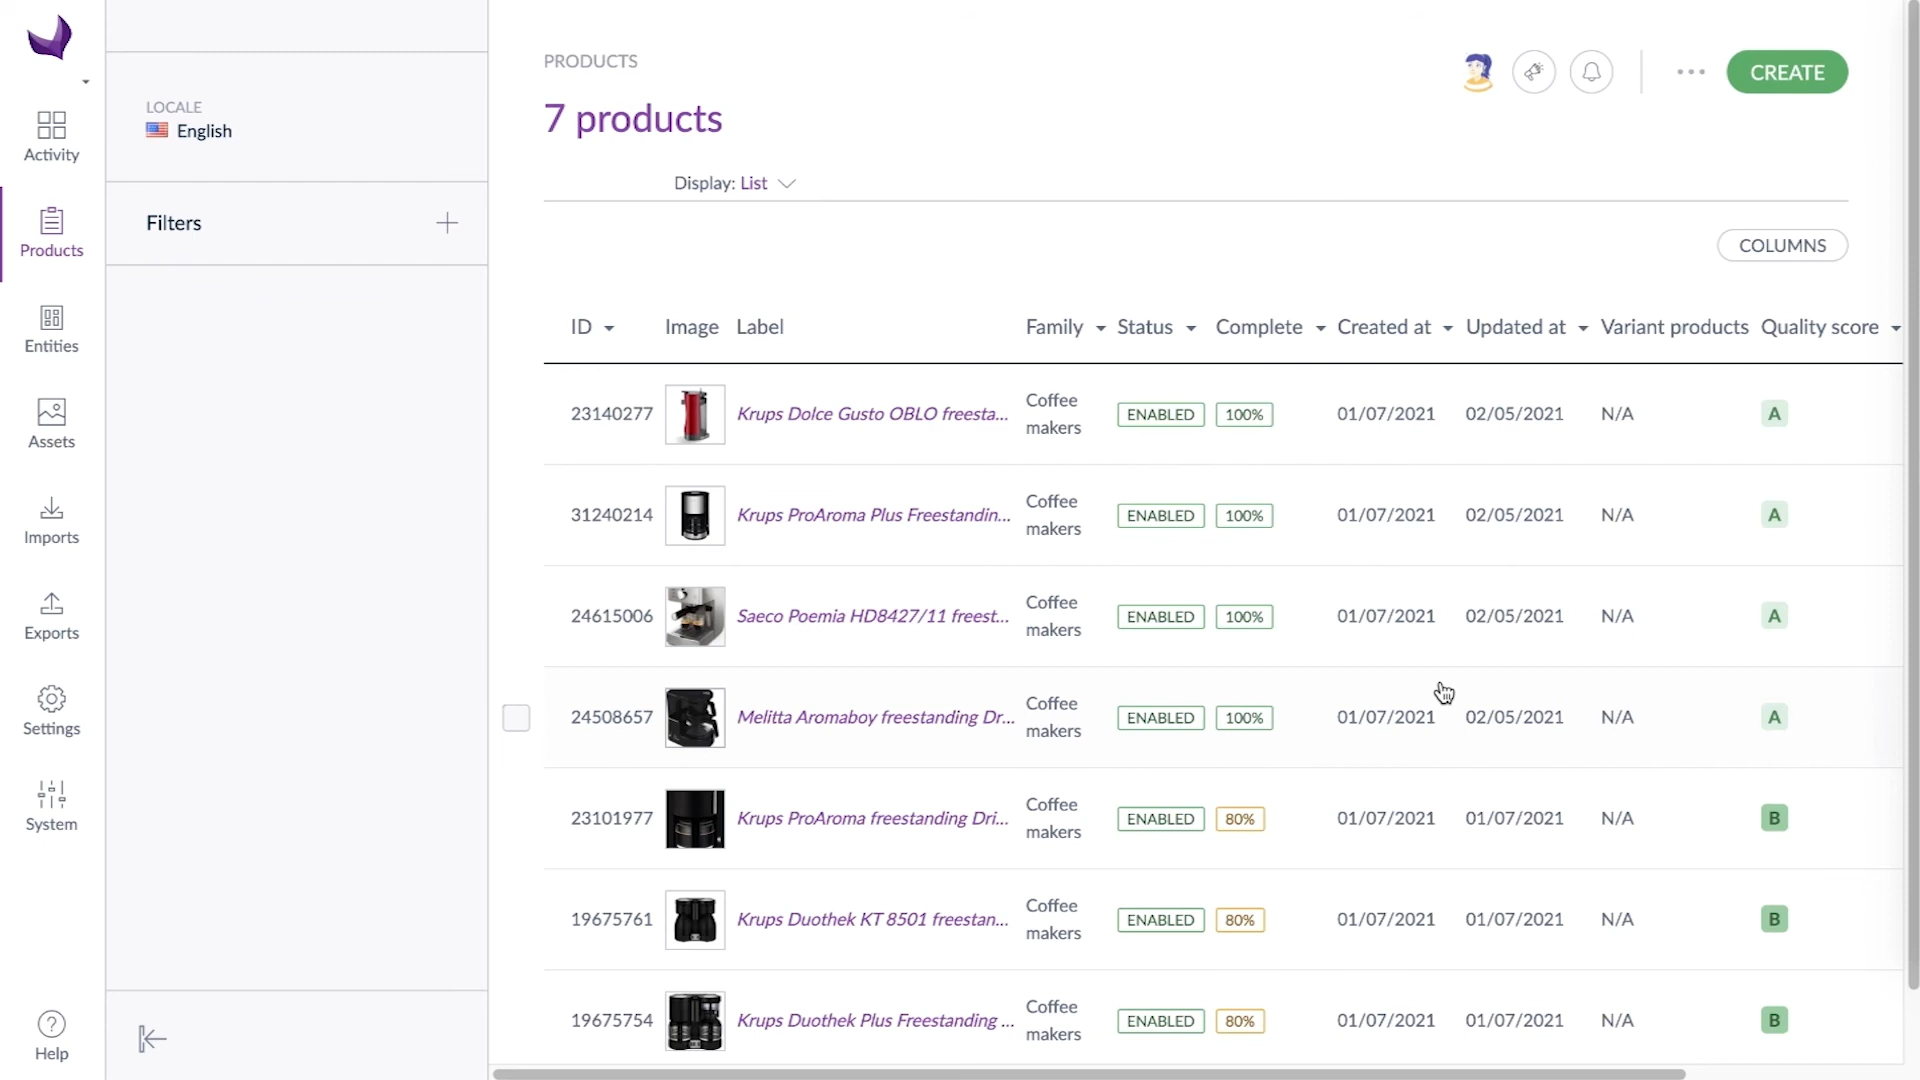 PRODUCTS
7 products
CREATE
Display: List
COLUMNS
LOCALE
English
Filters
Activity
Products
Entities
Assets
Imports
Exports
Settings
System
Help
ID Image Label Family Status Complete Created at Updated at Variant products Quality score
23140277 Krups Dolce Gusto OBLO freesta... Coffee makers ENABLED 100% 01/07/2021 02/05/2021 N/A A
31240214 Krups ProAroma Plus Freestandin... Coffee makers ENABLED 100% 01/07/2021 02/05/2021 N/A A
24615006 Saeco Poemia HD8427/11 freest... Coffee makers ENABLED 100% 01/07/2021 02/05/2021 N/A A
24508657 Melitta Aromaboy freestanding Dr... Coffee makers ENABLED 100% 01/07/2021 02/05/2021 N/A A
23101977 Krups ProAroma freestanding Dri... Coffee makers ENABLED 80% 01/07/2021 01/07/2021 N/A B
19675761 Krups Duothek KT 8501 freestan... Coffee makers ENABLED 80% 01/07/2021 01/07/2021 N/A B
19675754 Krups Duothek Plus Freestanding ... Coffee makers ENABLED 80% 01/07/2021 01/07/2021 N/A B